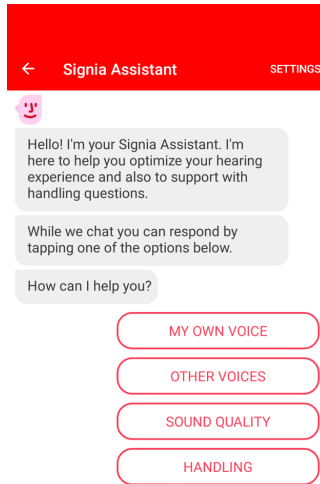 Signia Assistant SETTINGS
Hello! I'm your Signia Assistant. I'm
here to help you optimize your hearing
experience and also to support with
handling questions.
While we chat you can respond by
tapping one of the options below.
How can I help you?
MY OWN VOICE
OTHER VOICES
SOUND QUALITY
HANDLING